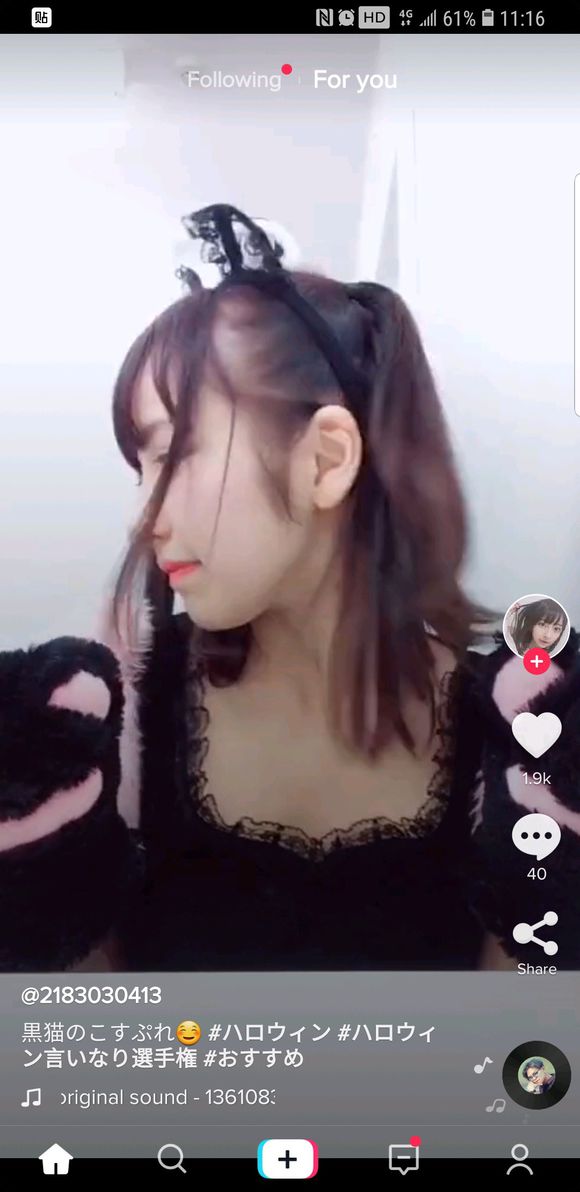 贴
HD
4G
61%
11:16
Following
For you
1.9k
40
Share
@2183030413
黒猫のこすぷれ☺️ #ハロウィン #ハロウィ
ン言いなり選手権 #おすすめ
original sound - 136108